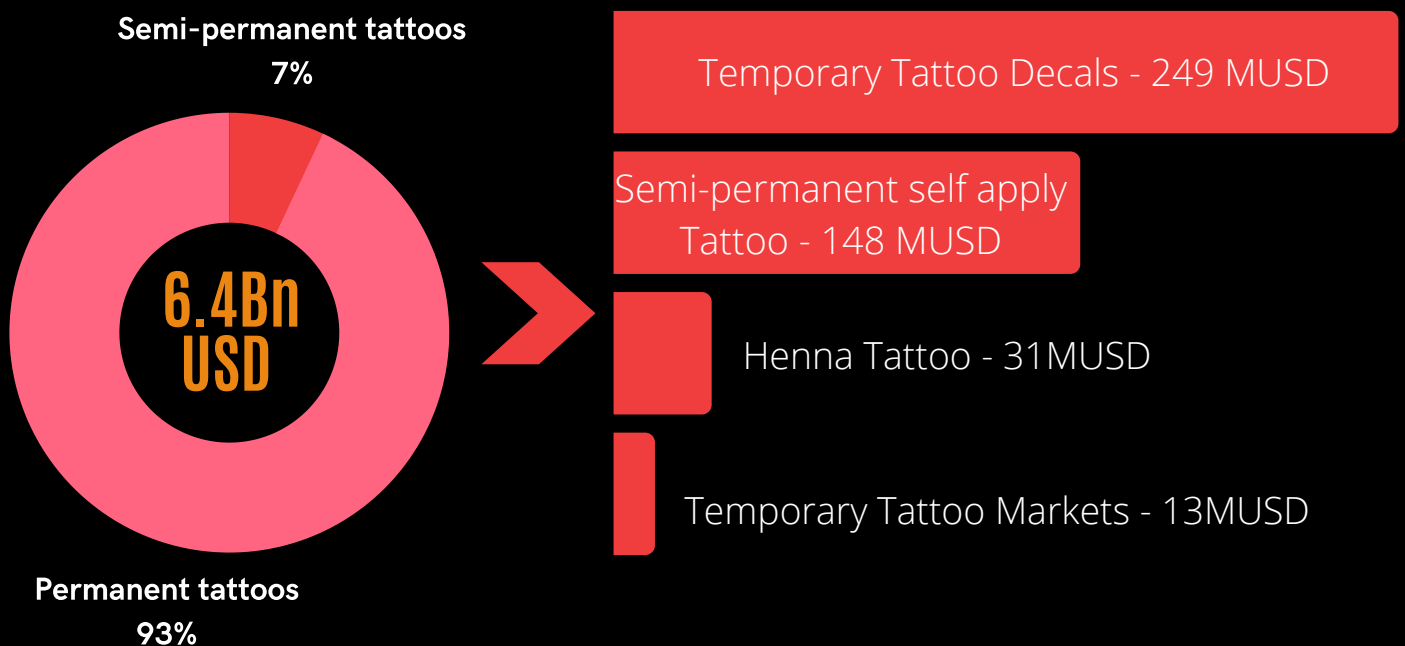 Semi-permanent tattoos
7%
6.4Bn
USD
Permanent tattoos
93%
Temporary Tattoo Decals - 249 MUSD
Semi-permanent self apply
Tattoo - 148 MUSD
Henna Tattoo - 31MUSD
Temporary Tattoo Markets - 13MUSD